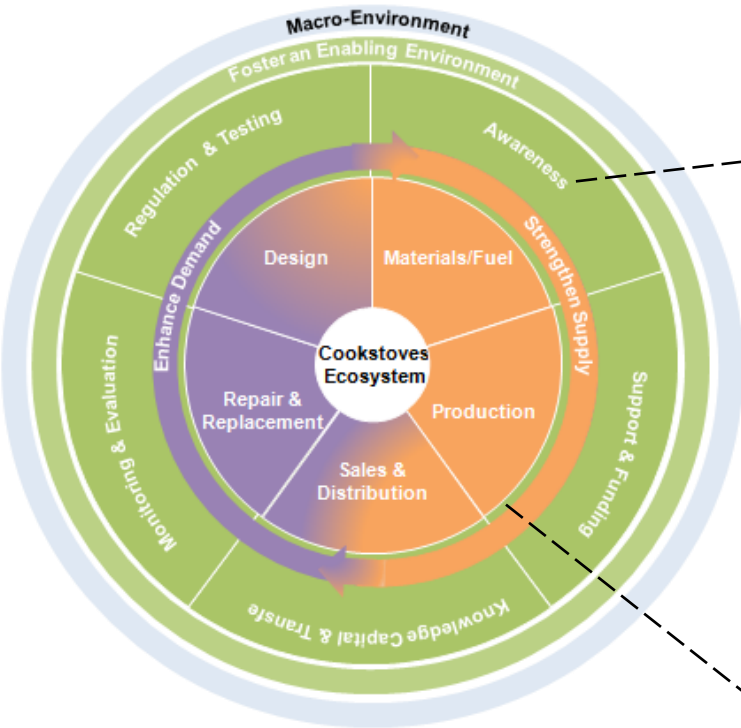 Macro-Environment
Foster an Enabling Environment
Regulation & Testing
Awareness
Enhance Demand
Strengthen Supply
Design
Materials/Fuel
Cookstoves
Ecosystem
Repair &
Replacement
Production
Sales &
Distribution
Monitoring & Evaluation
Support & Funding
Knowledge Capital & Transfe